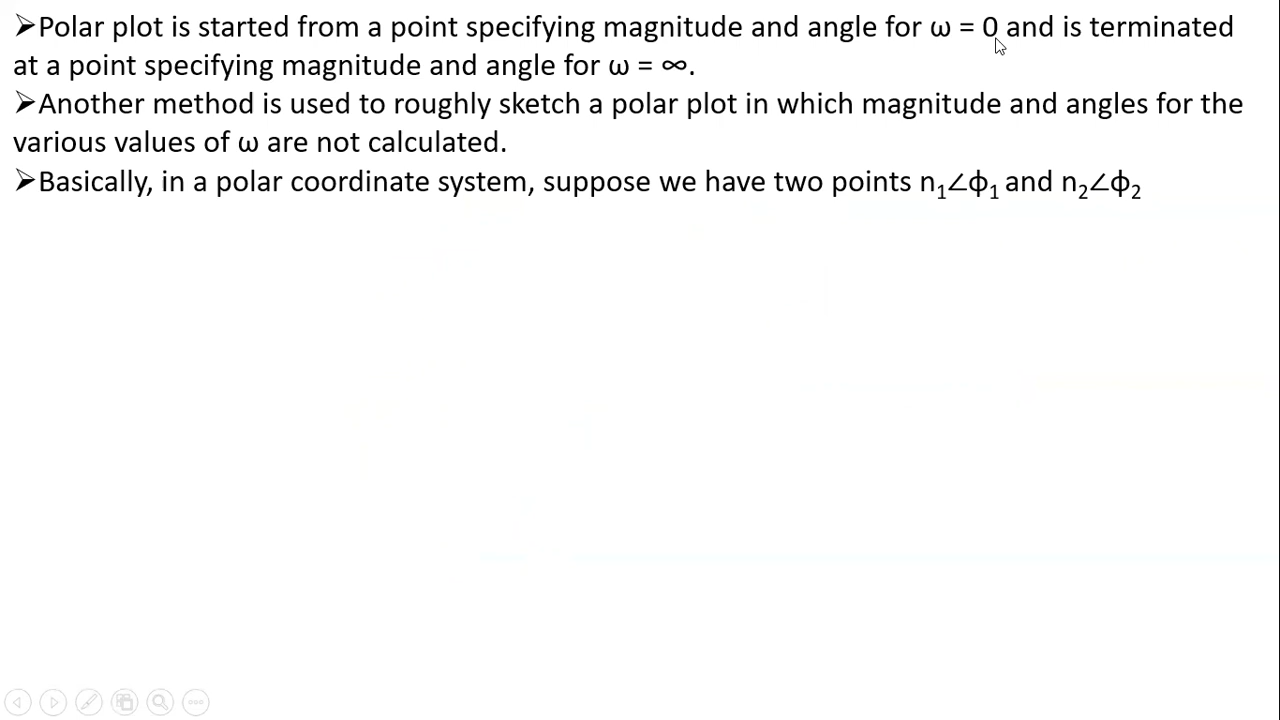 ➢Polar plot is started from a point specifying magnitude and angle for ω = 0 and is terminated
at a point specifying magnitude and angle for ω = ∞.
➢Another method is used to roughly sketch a polar plot in which magnitude and angles for the
various values of ω are not calculated.
➢Basically, in a polar coordinate system, suppose we have two points n₁∠ϕ₁ and n₂∠ϕ₂